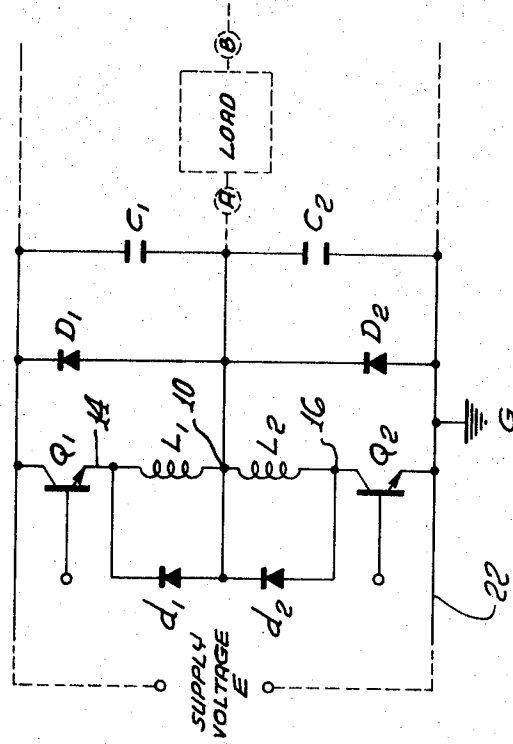 SUPPLY
VOLTAGE
E
Q1
14
L1
10
L2
16
Q2
d1
d2
D1
D2
C1
C2
A
LOAD
B
22
G